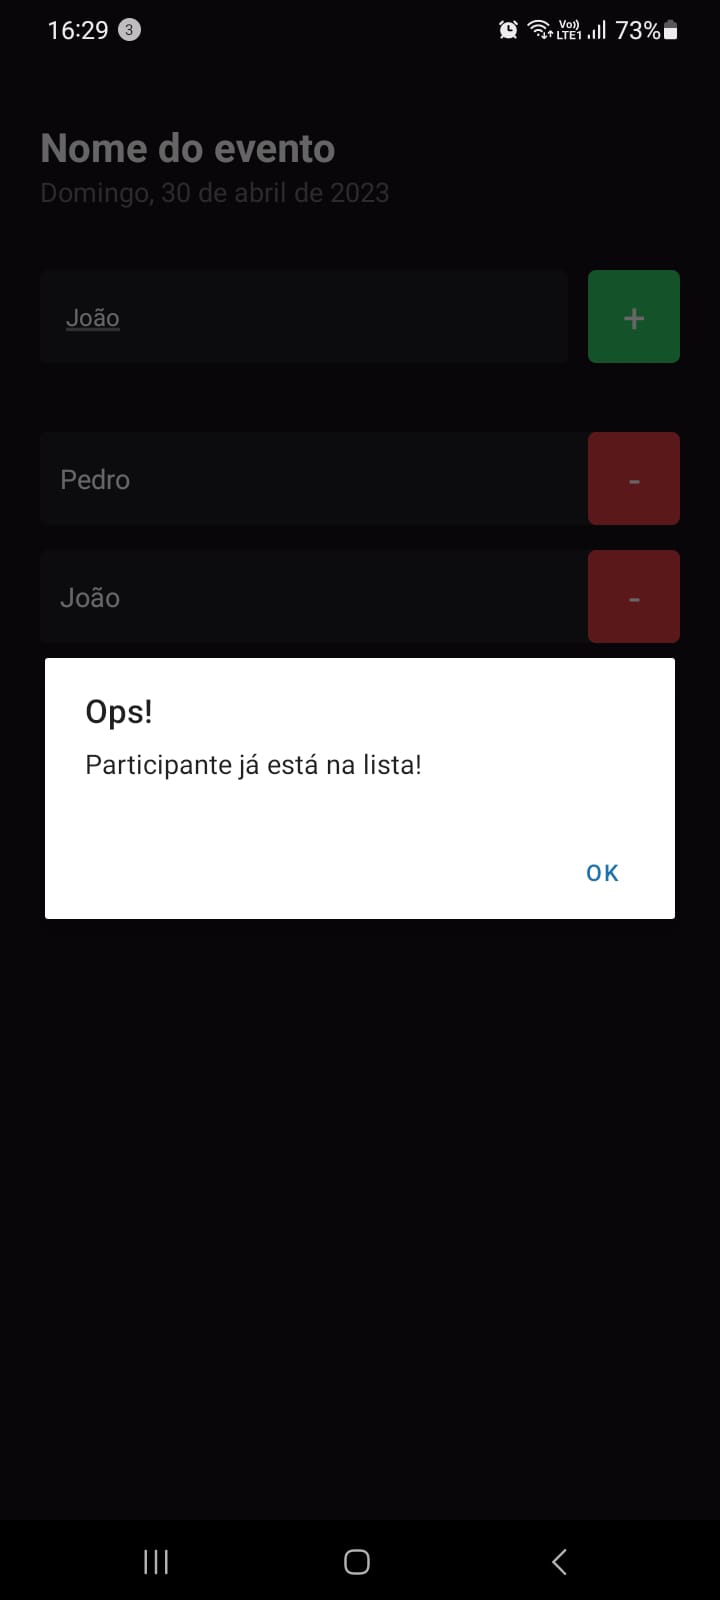 16:29 3 Vo)) LTE1 73%
Nome do evento
Domingo, 30 de abril de 2023
João +
Pedro -
João -
Ops!
Participante já está na lista!
OK